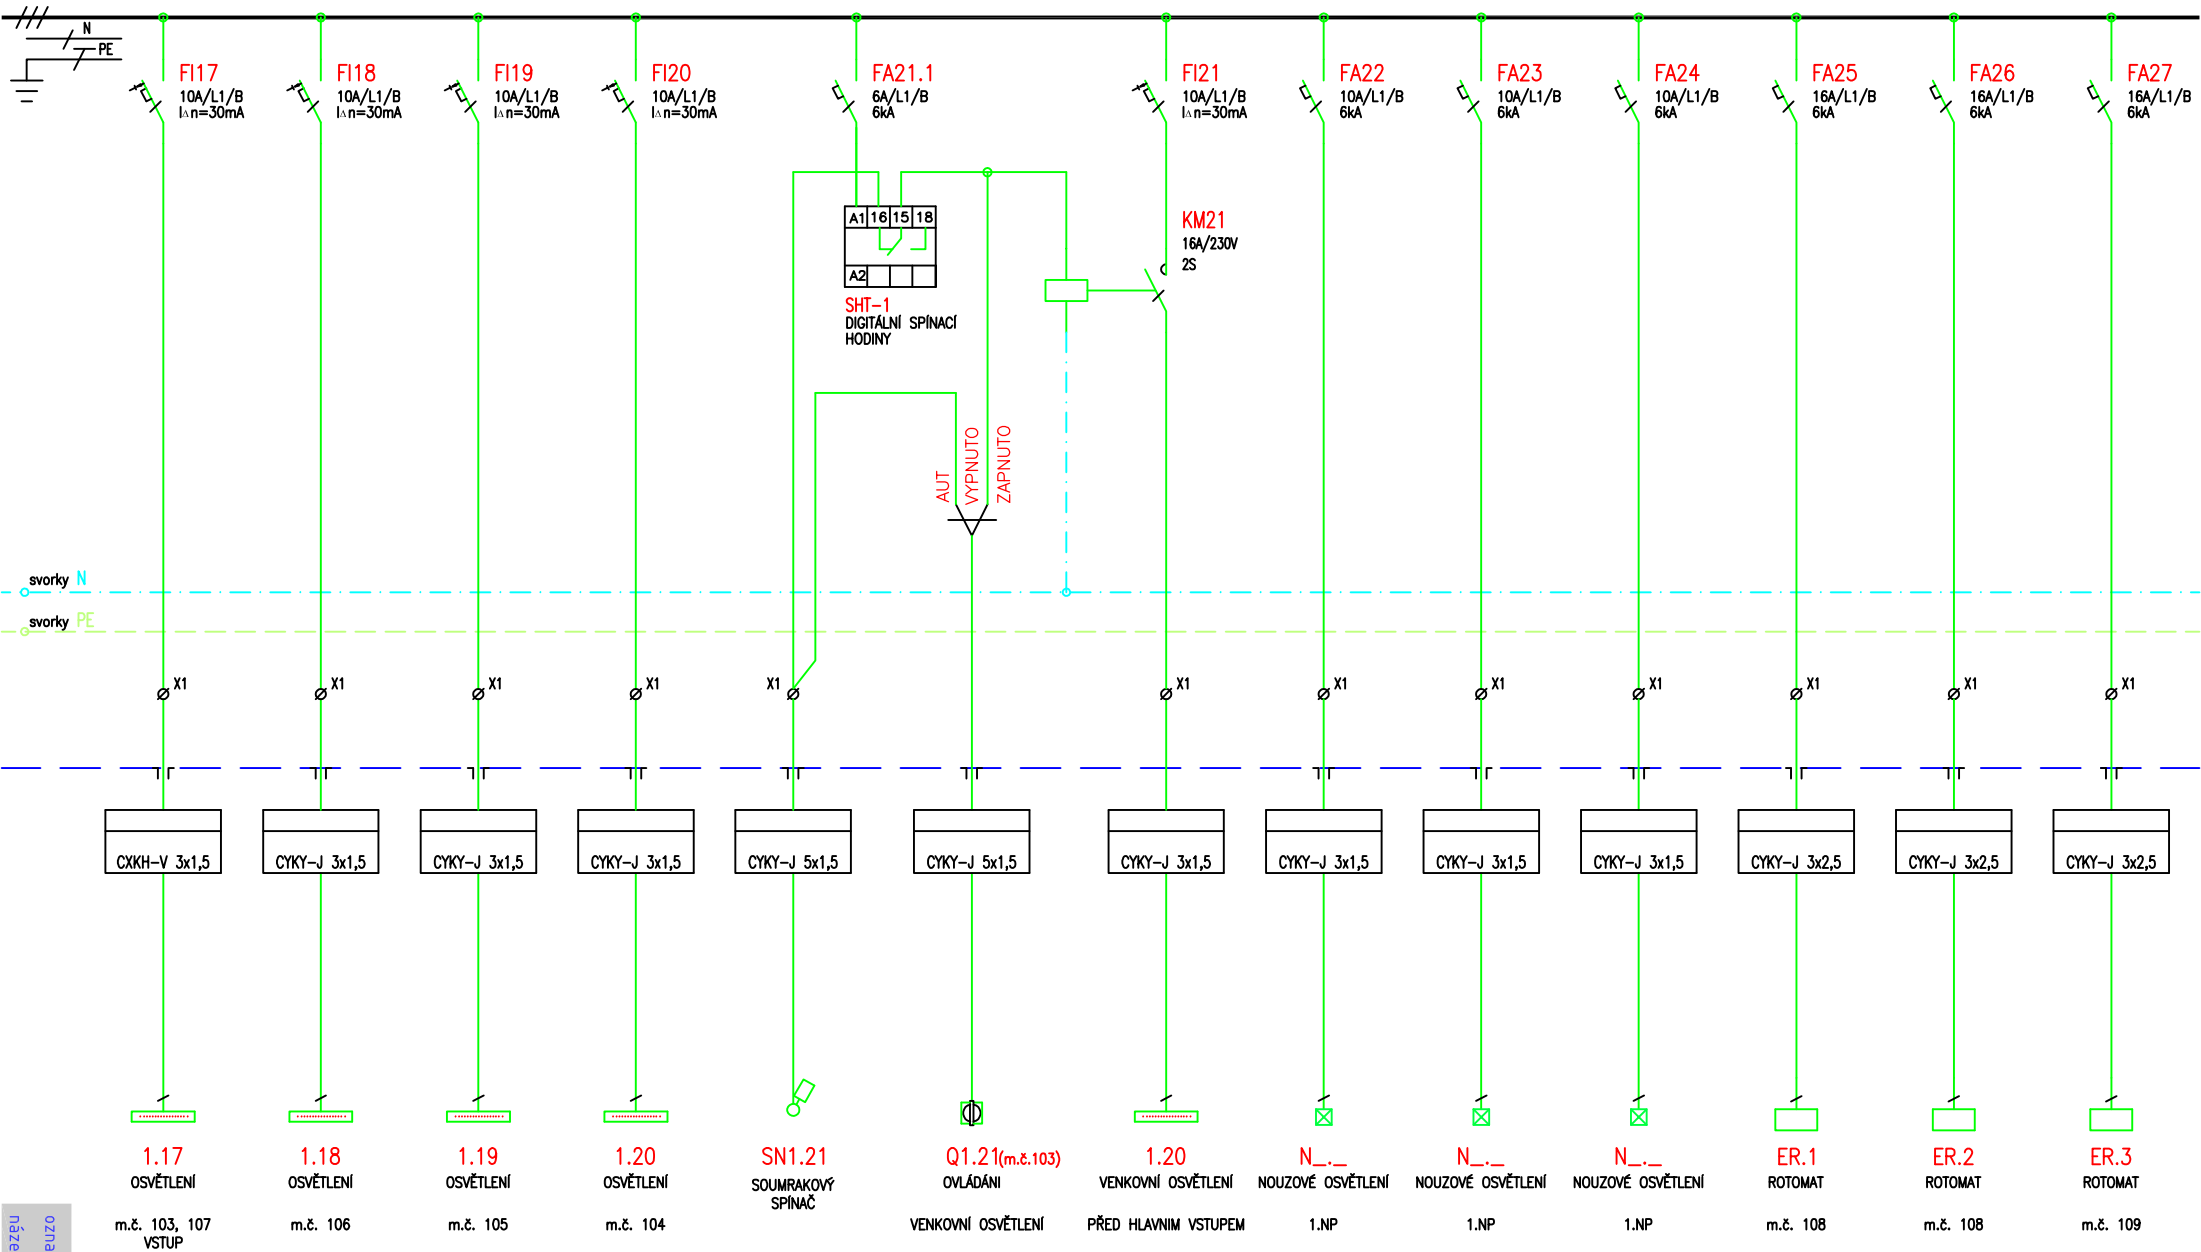 N
PE
FI17
10A/L1/B
I∆n=30mA
FI18
10A/L1/B
I∆n=30mA
FI19
10A/L1/B
I∆n=30mA
FI20
10A/L1/B
I∆n=30mA
FA21.1
6A/L1/B
6kA
FI21
10A/L1/B
I∆n=30mA
FA22
10A/L1/B
6kA
FA23
10A/L1/B
6kA
FA24
10A/L1/B
6kA
FA25
16A/L1/B
6kA
FA26
16A/L1/B
6kA
FA27
16A/L1/B
6kA
A1 16 15 18
A2
SHT-1
DIGITÁLNÍ SPÍNACÍ
HODINY
KM21
16A/230V
2S
AUT
VYPNUTO
ZAPNUTO
svorky N
svorky PE
X1 X1 X1 X1 X1 X1 X1 X1 X1 X1 X1 X1
CXKH-V 3x1,5
CYKY-J 3x1,5
CYKY-J 3x1,5
CYKY-J 3x1,5
CYKY-J 5x1,5
CYKY-J 5x1,5
CYKY-J 3x1,5
CYKY-J 3x1,5
CYKY-J 3x1,5
CYKY-J 3x1,5
CYKY-J 3x2,5
CYKY-J 3x2,5
CYKY-J 3x2,5
1.17
OSVĚTLENÍ
m.č. 103, 107
VSTUP
1.18
OSVĚTLENÍ
m.č. 106
1.19
OSVĚTLENÍ
m.č. 105
1.20
OSVĚTLENÍ
m.č. 104
SN1.21
SOUMRAKOVÝ
SPÍNAČ
Q1.21(m.č.103)
OVLÁDÁNI
VENKOVNÍ OSVĚTLENÍ
1.20
VENKOVNÍ OSVĚTLENÍ
PŘED HLAVNIM VSTUPEM
N_._
NOUZOVÉ OSVĚTLENÍ
1.NP
N_._
NOUZOVÉ OSVĚTLENÍ
1.NP
N_._
NOUZOVÉ OSVĚTLENÍ
1.NP
ER.1
ROTOMAT
m.č. 108
ER.2
ROTOMAT
m.č. 108
ER.3
ROTOMAT
m.č. 109
ozna
náze